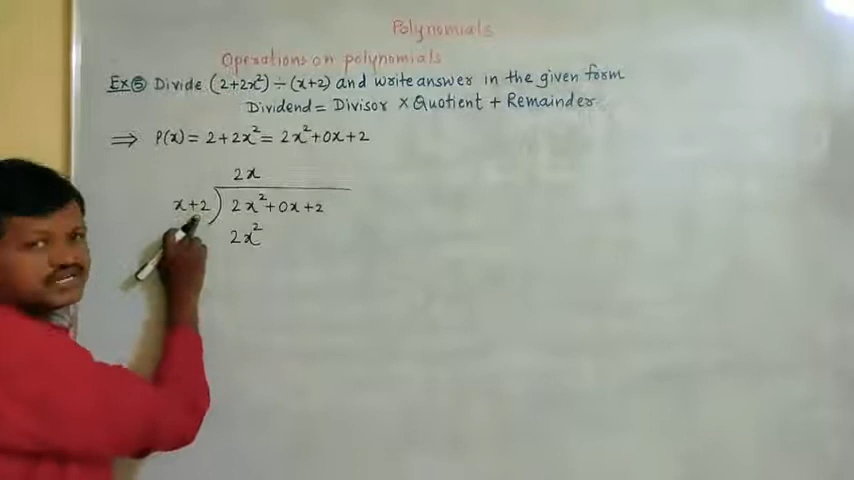 Polynomials
Operations on polynomials
Ex⑤ Divide (2+2x²) ÷ (x+2) and write answer in the given form
Dividend = Divisor × Quotient + Remainder
⇒ P(x) = 2+2x² = 2x²+0x+2
2x
x+2 ) 2x²+0x+2
2x²